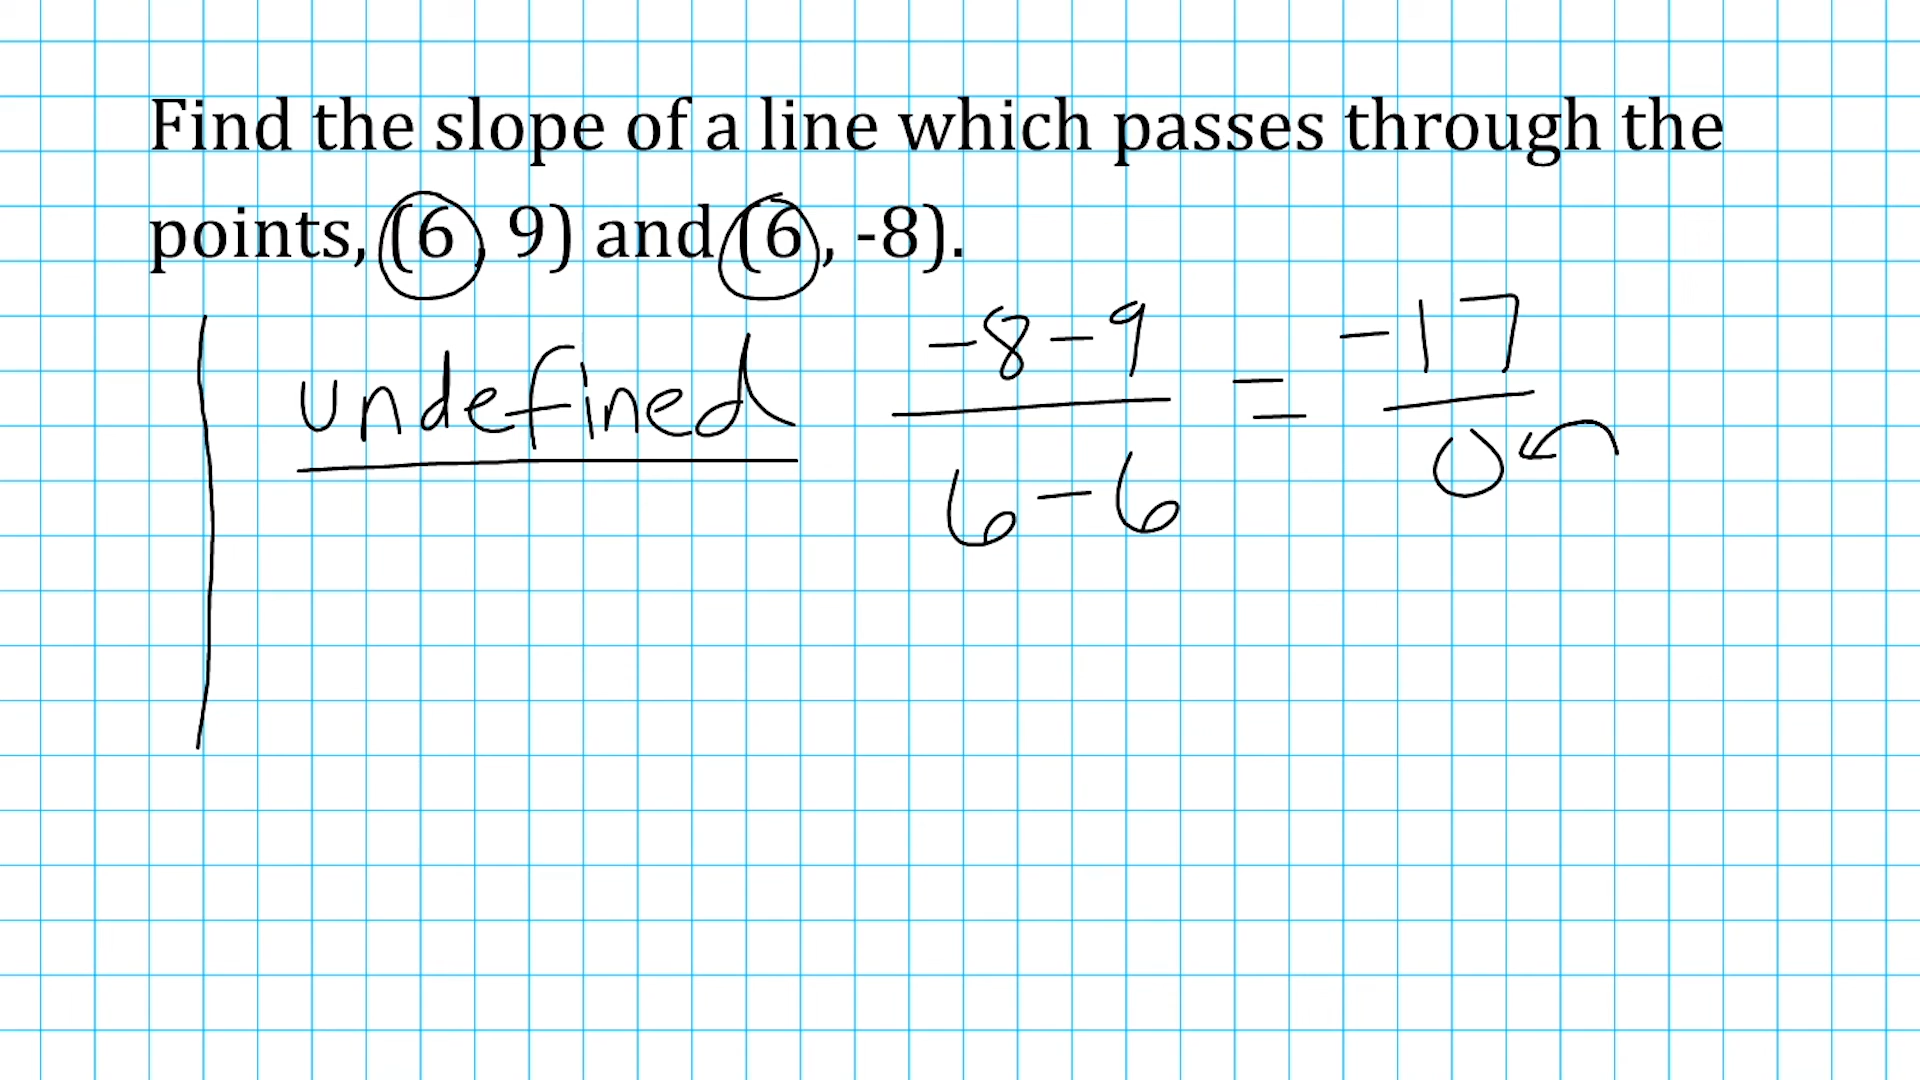 Find the slope of a line which passes through the
points, (6, 9) and (6, -8).
undefined
-8-9
6-6
=
-17
0